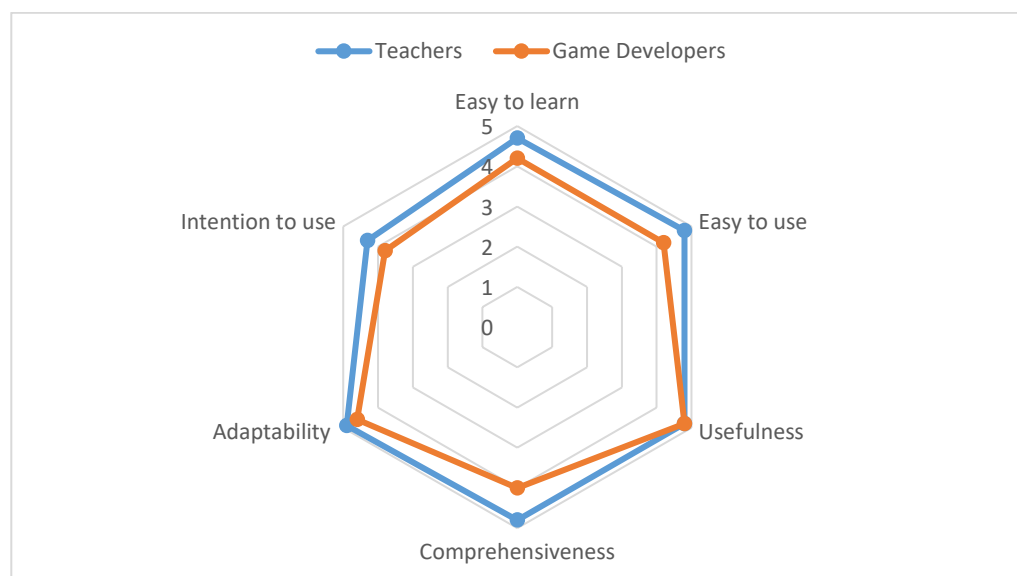 Teachers Game Developers
Easy to learn
5
4
3
2
1
0
Intention to use
Easy to use
Adaptability
Usefulness
Comprehensiveness